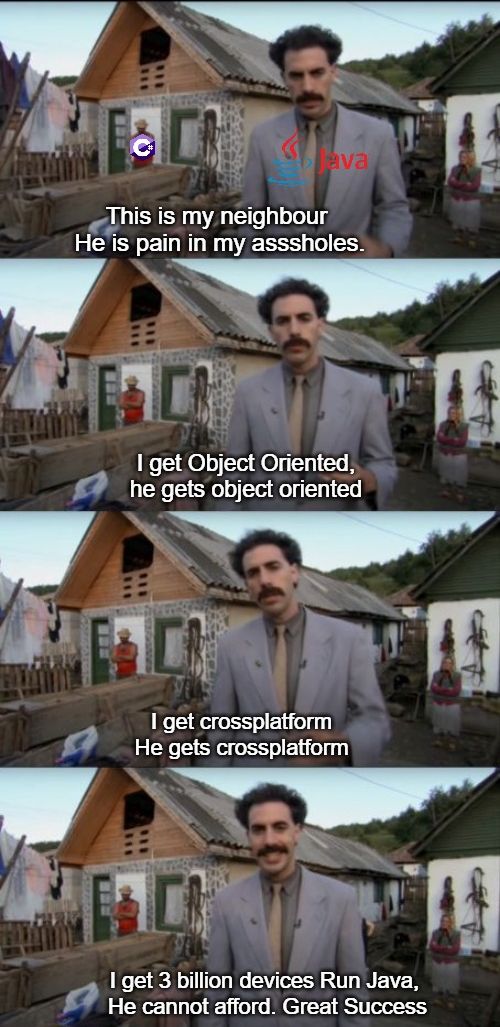 C#
Java
This is my neighbour
He is pain in my assholes.
I get Object Oriented,
he gets object oriented
I get crossplatform
He gets crossplatform
I get 3 billion devices Run Java,
He cannot afford. Great Success